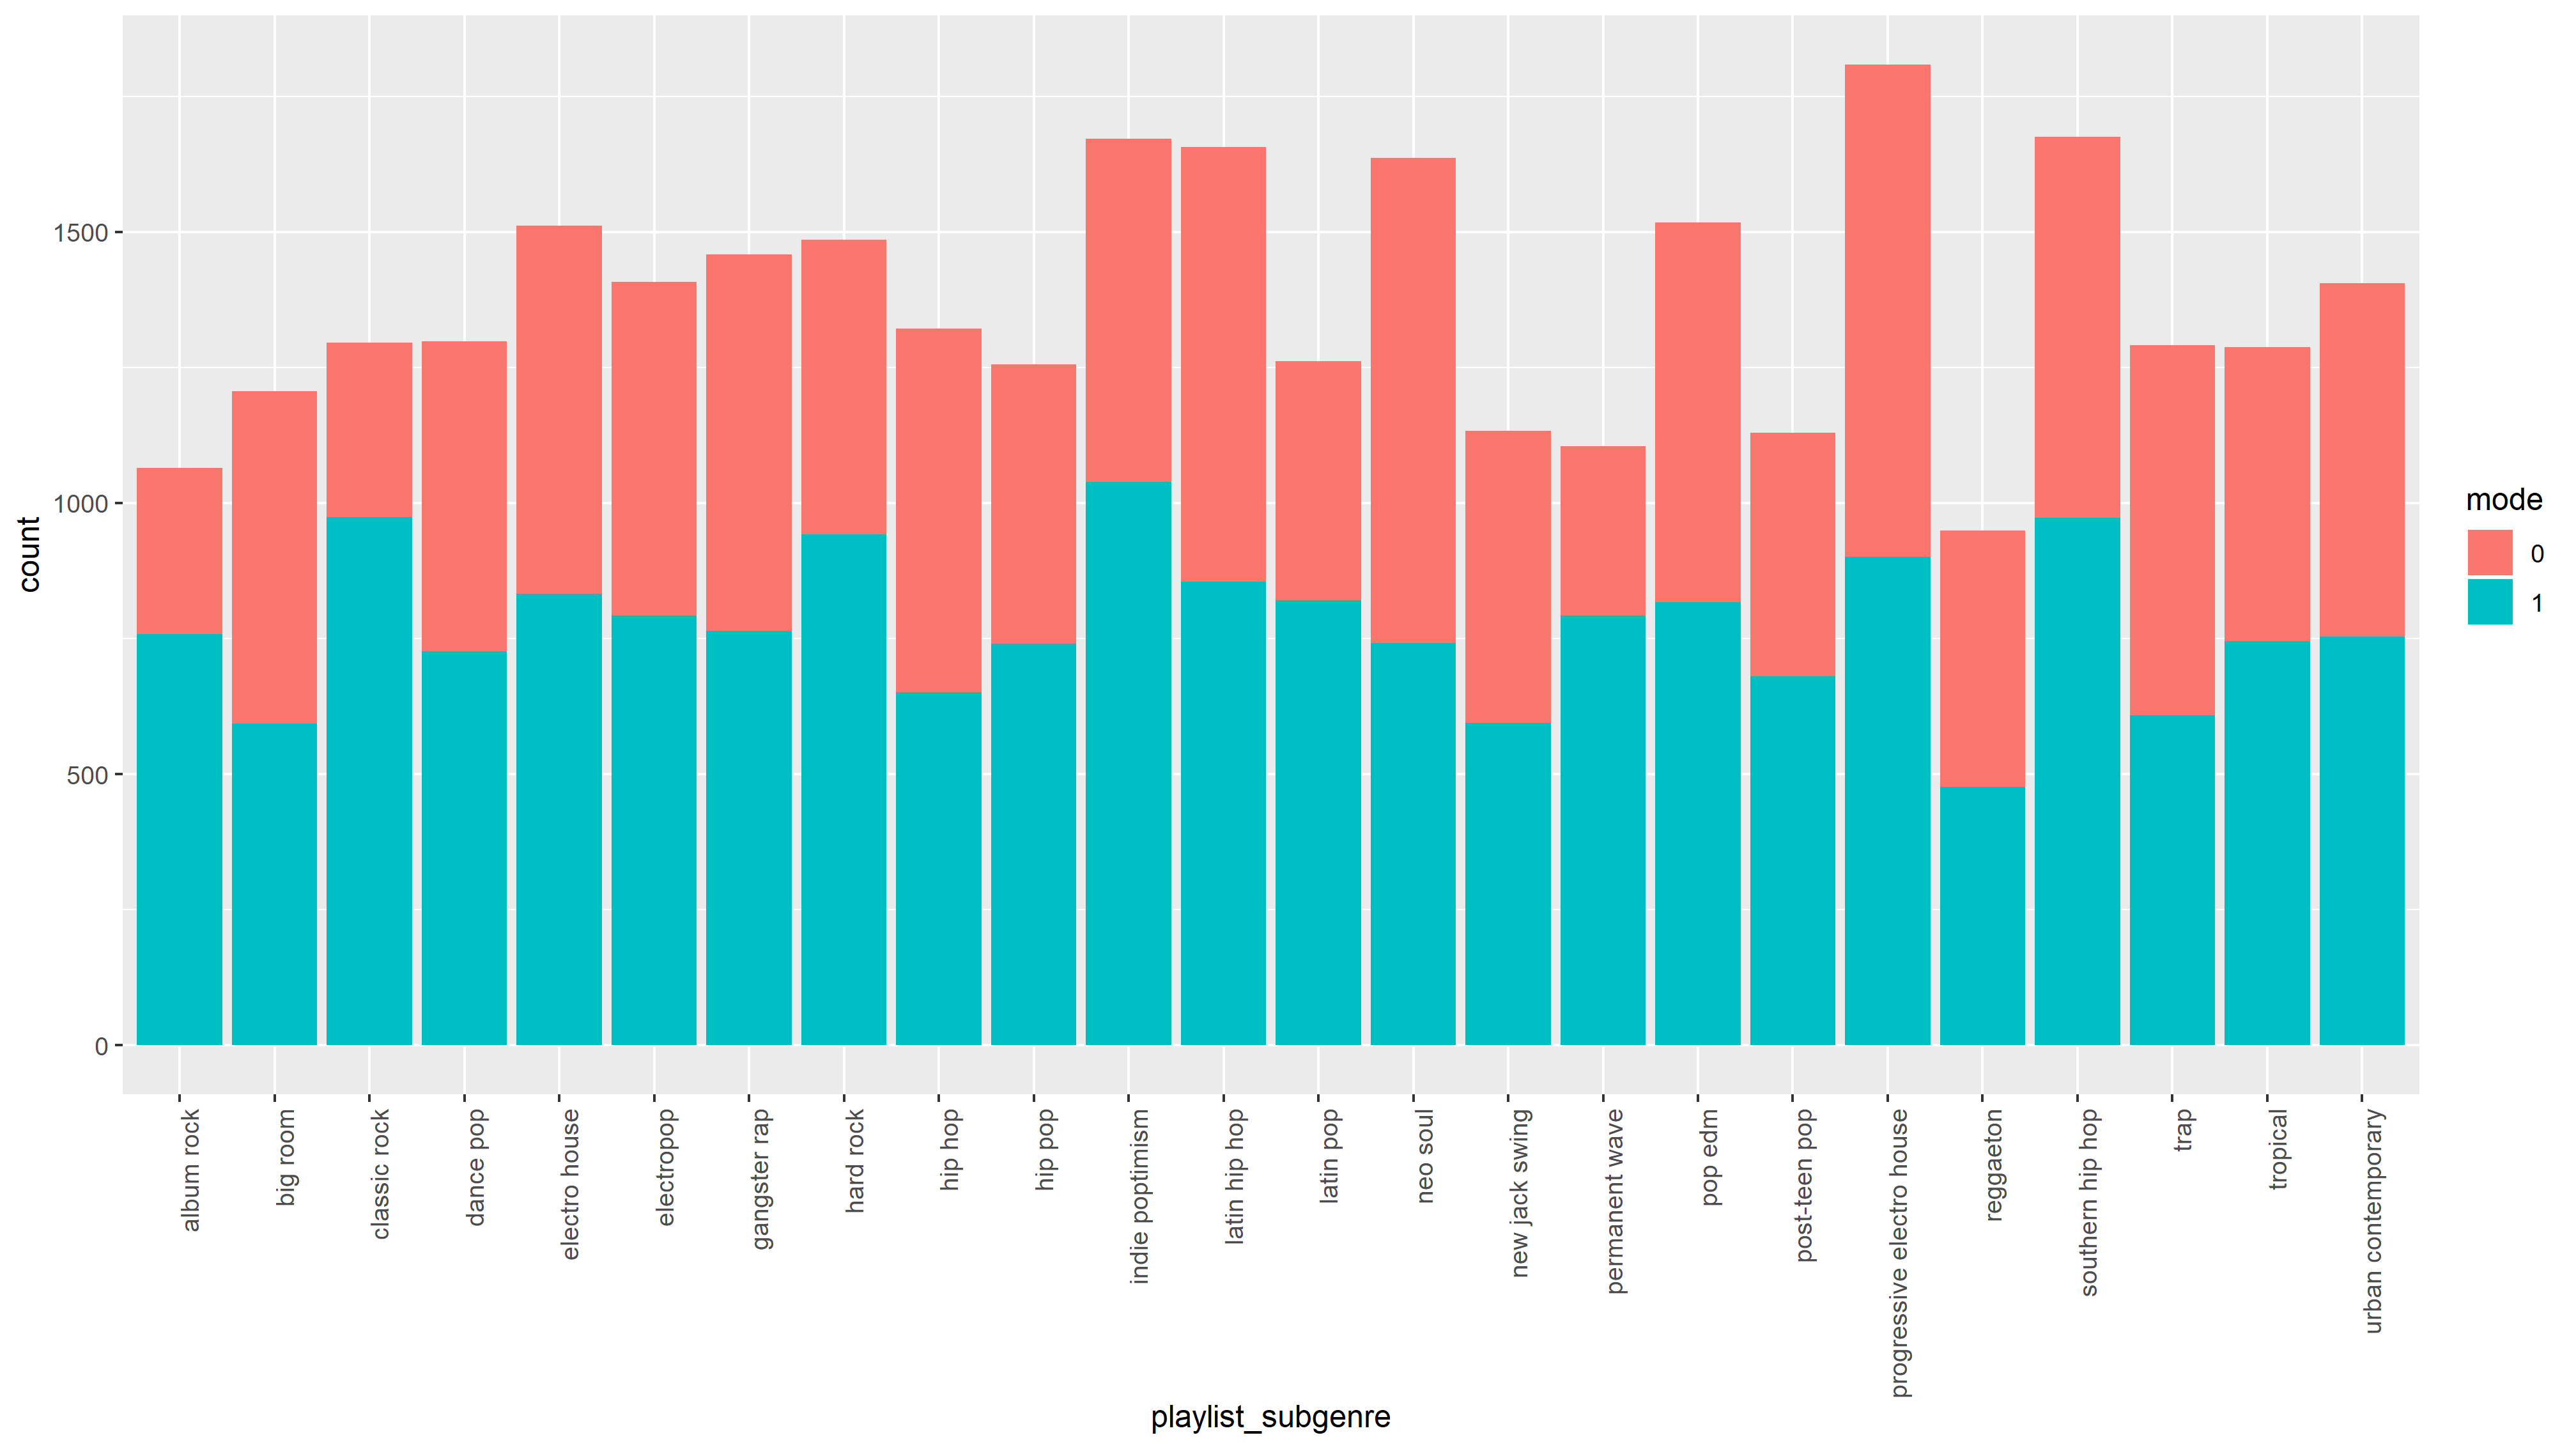 1500
1000
500
0
count
album rock
big room
classic rock
dance pop
electro house
electropop
gangster rap
hard rock
hip hop
hip pop
indie poptimism
latin hip hop
latin pop
neo soul
new jack swing
permanent wave
pop edm
post-teen pop
progressive electro house
reggaeton
southern hip hop
trap
tropical
urban contemporary
playlist_subgenre
mode
0
1